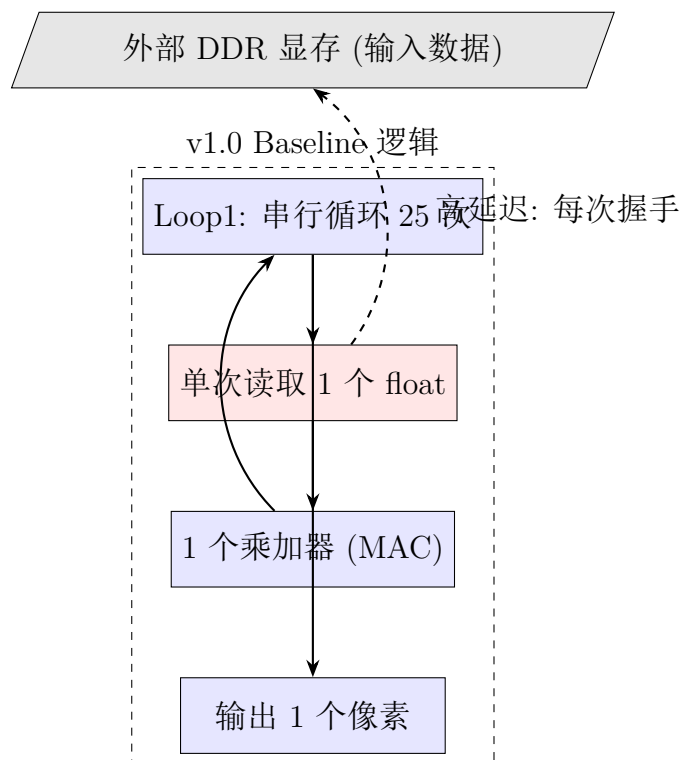 外部 DDR 显存 (输入数据)
v1.0 Baseline 逻辑
Loop1: 串行循环 25 次
高延迟: 每次握手
单次读取 1 个 float
1 个乘加器 (MAC)
输出 1 个像素